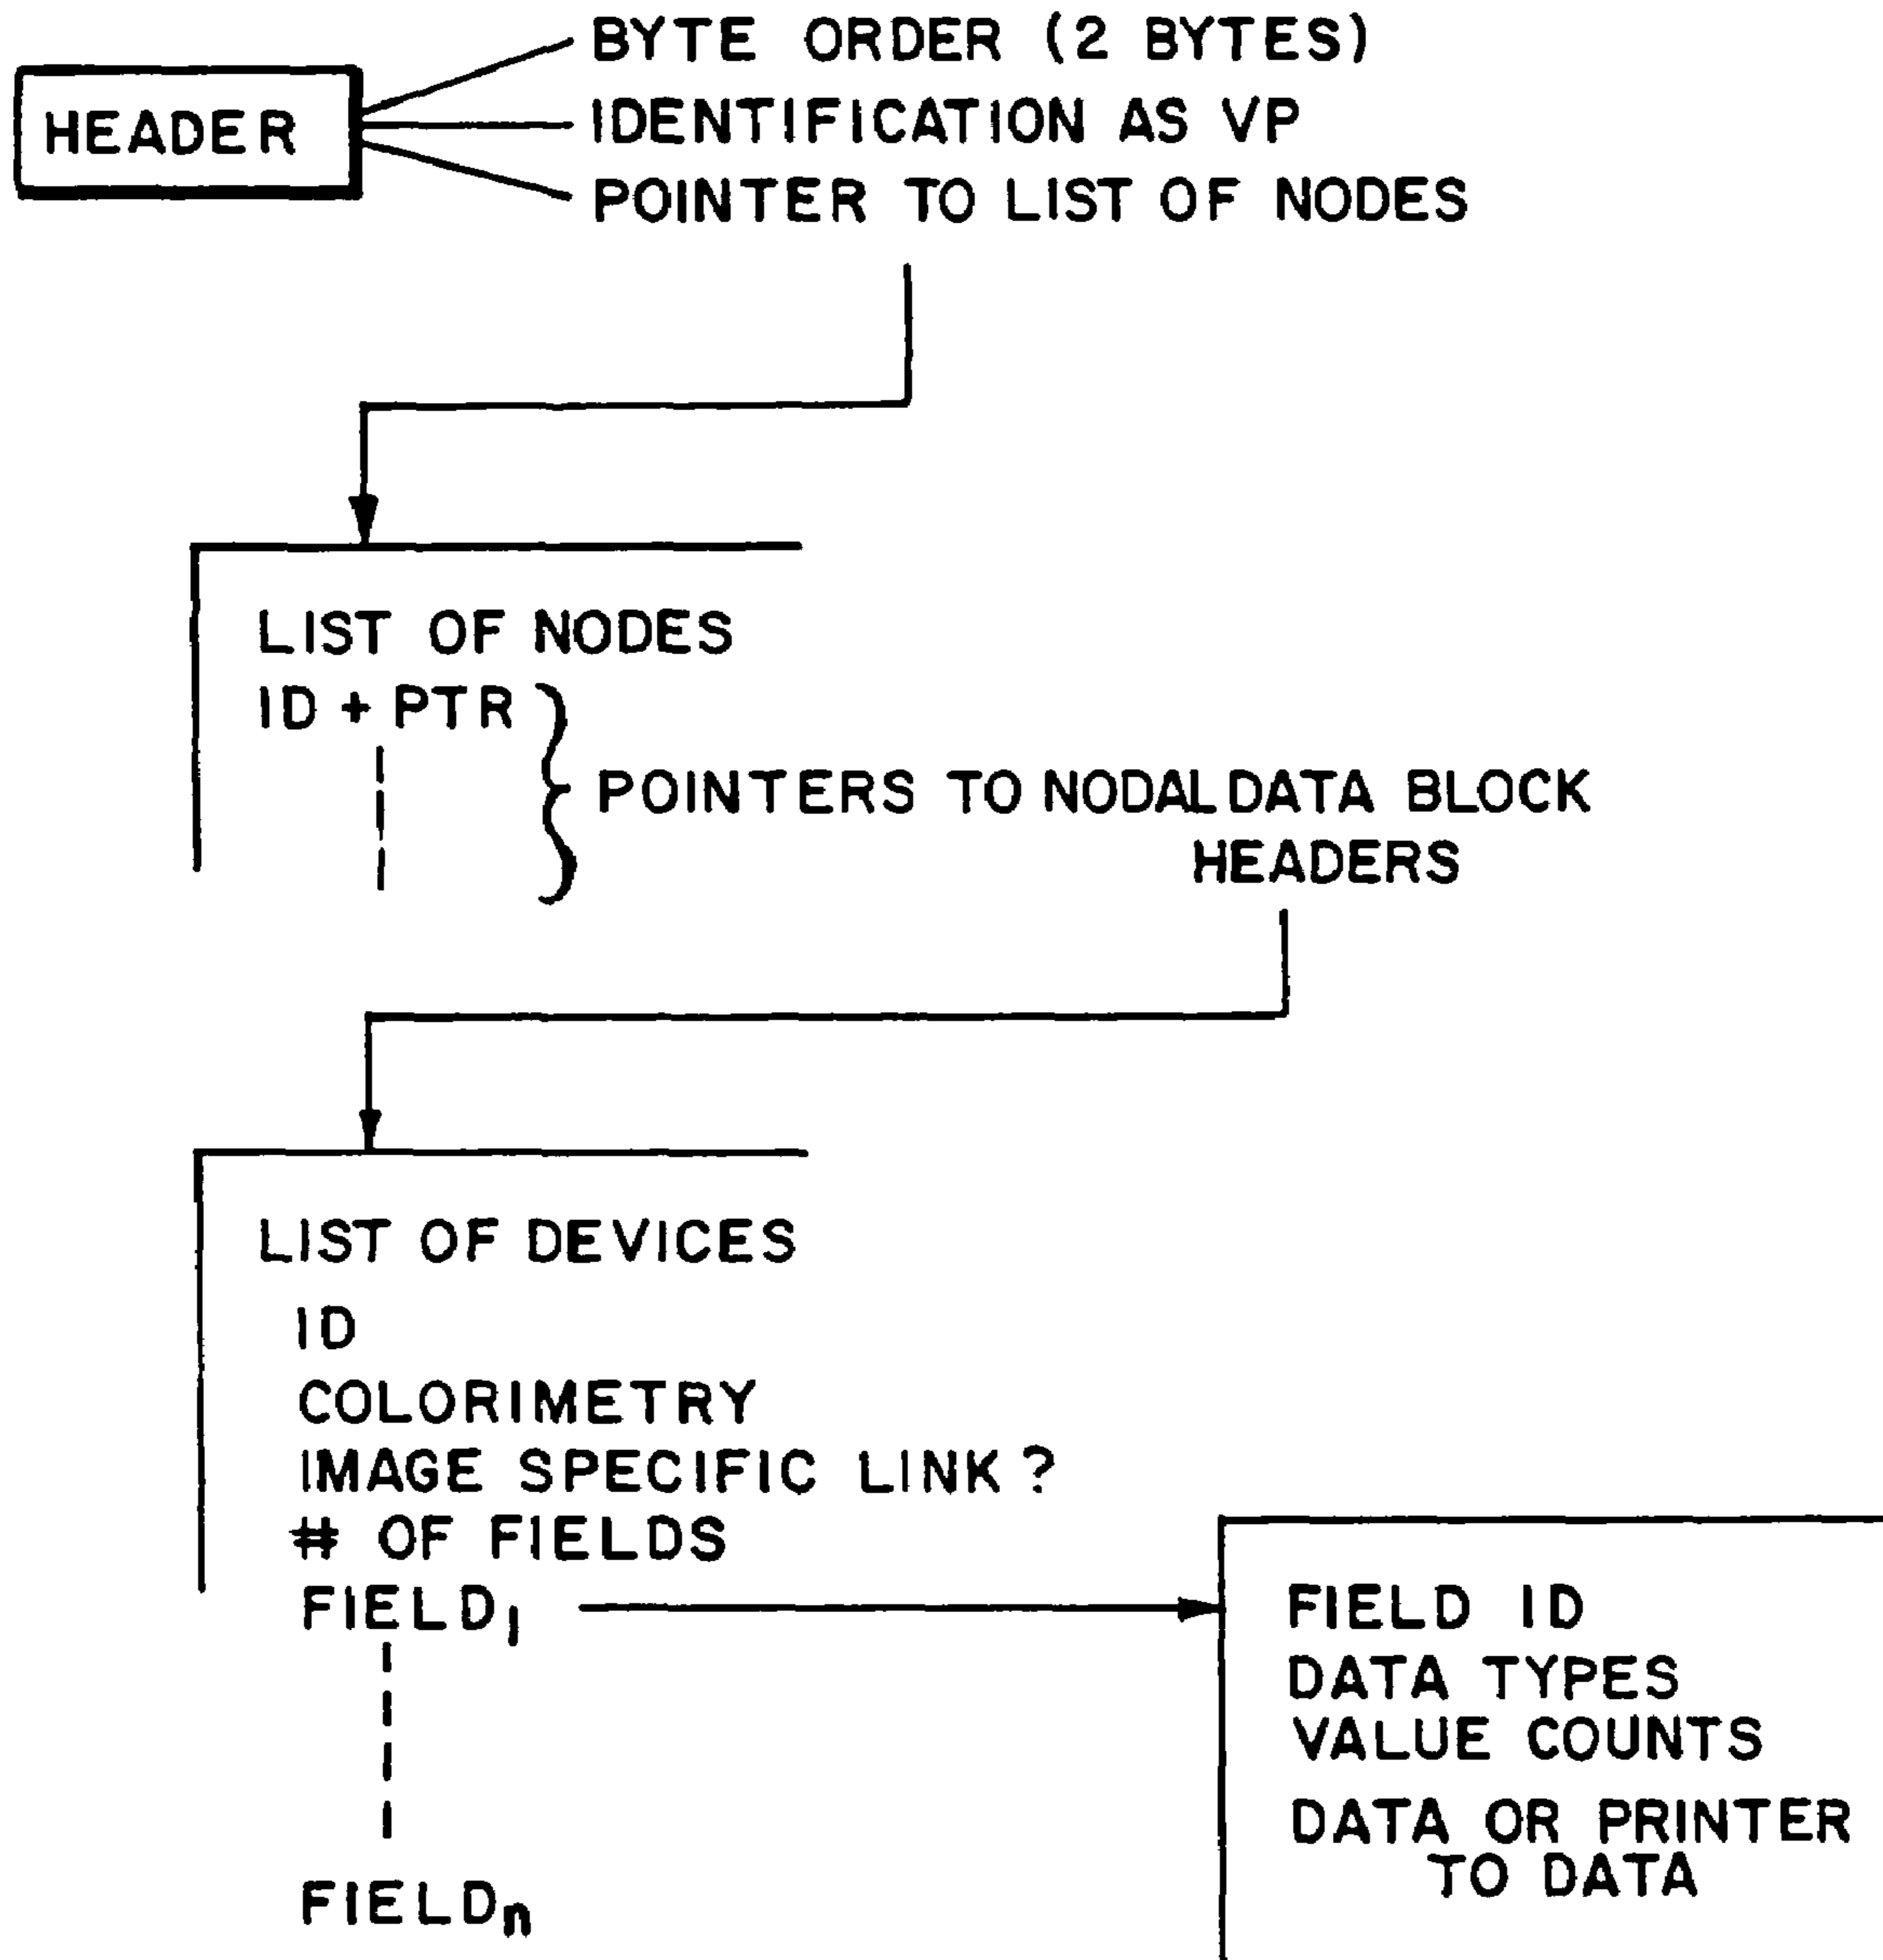 HEADER
BYTE ORDER (2 BYTES)
IDENTIFICATION AS VP
POINTER TO LIST OF NODES
LIST OF NODES
ID + PTR
POINTERS TO NODAL DATA BLOCK
HEADERS
LIST OF DEVICES
ID
COLORIMETRY
IMAGE SPECIFIC LINK ?
# OF FIELDS
FIELD₁
FIELDₙ
FIELD ID
DATA TYPES
VALUE COUNTS
DATA OR PRINTER
TO DATA